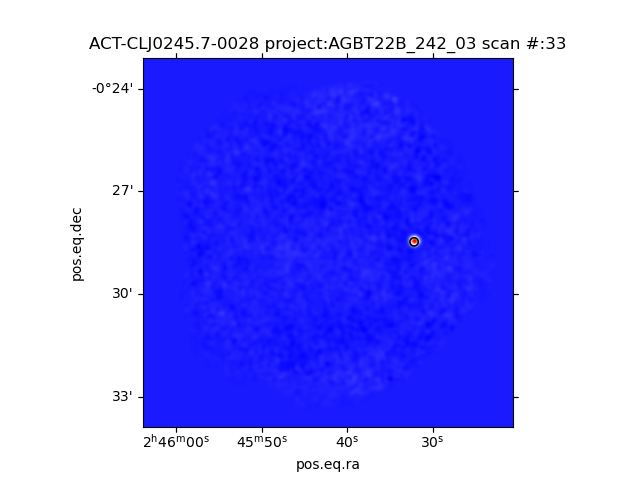 ACT-CLJ0245.7-0028 project:AGBT22B_242_03 scan #:33
-0°24'
27'
30'
33'
pos.eq.dec
2ʰ46ᵐ00ˢ 45ᵐ50ˢ 40ˢ 30ˢ
pos.eq.ra